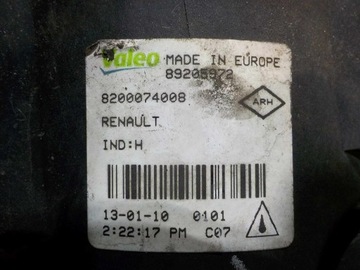 Valeo MADE IN EUROPE
89205972
8200074008
ARH
RENAULT
IND:H
13-01-10 0101
2:22:17 PM C07